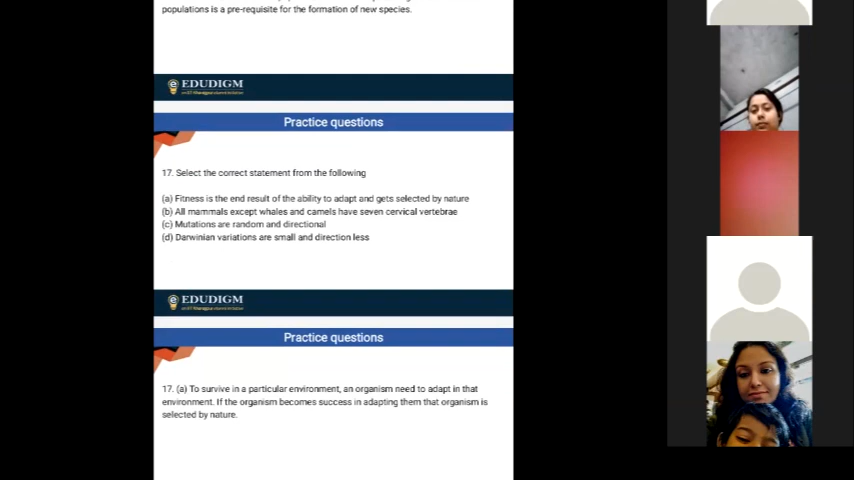 populations is a pre-requisite for the formation of new species.
EDUDIGM
Practice questions
17. Select the correct statement from the following
(a) Fitness is the end result of the ability to adapt and gets selected by nature
(b) All mammals except whales and camels have seven cervical vertebrae
(c) Mutations are random and directional
(d) Darwinian variations are small and direction less
EDUDIGM
Practice questions
17. (a) To survive in a particular environment, an organism need to adapt in that
environment. If the organism becomes success in adapting them that organism is
selected by nature.